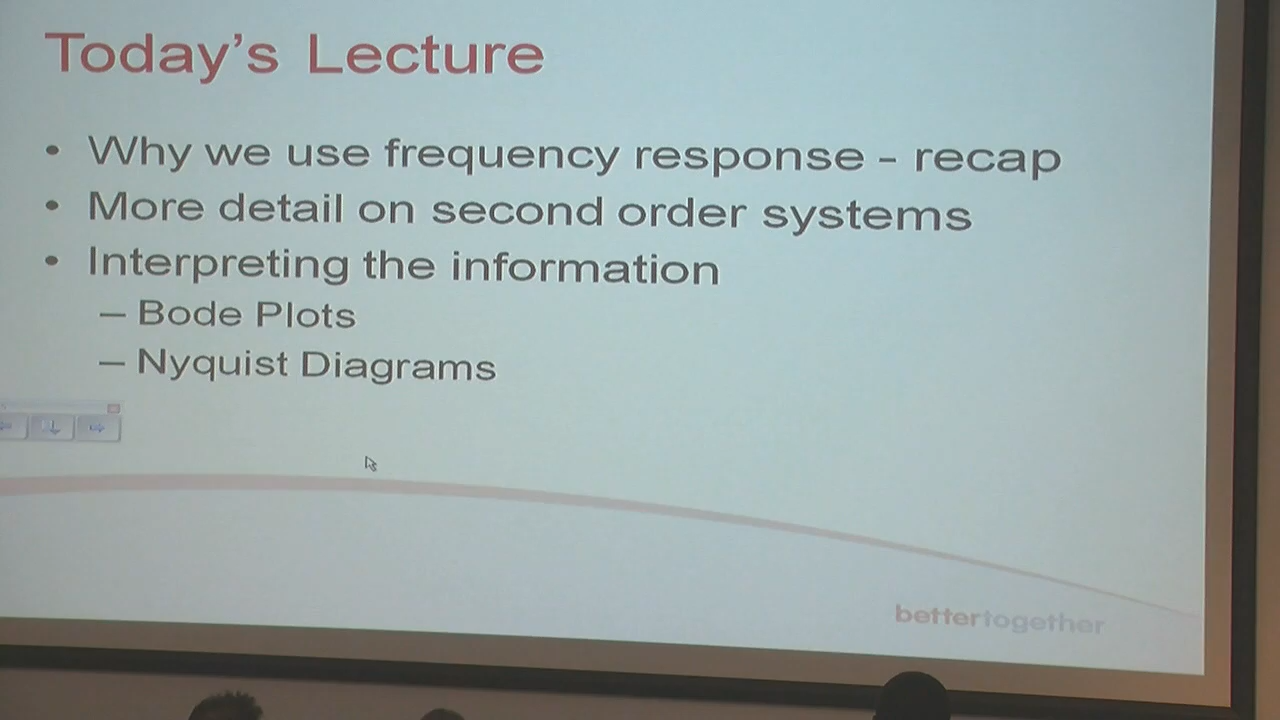 Today's Lecture
• Why we use frequency response - recap
• More detail on second order systems
• Interpreting the information
– Bode Plots
– Nyquist Diagrams
bettertogether